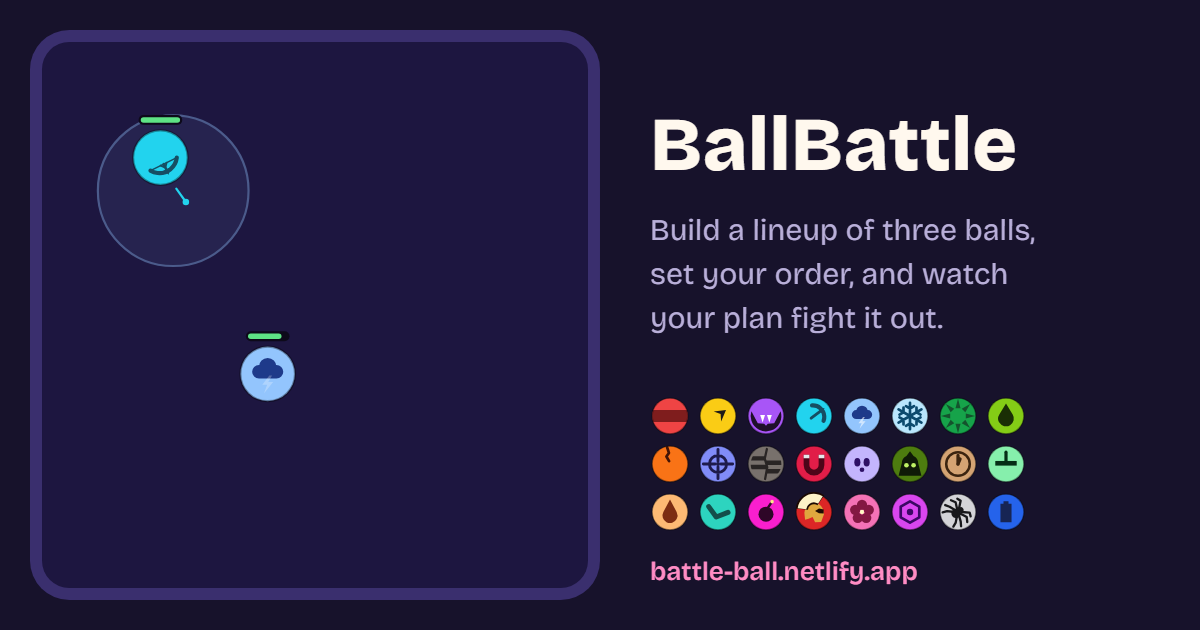 BallBattle
Build a lineup of three balls,
set your order, and watch
your plan fight it out.
battle-ball.netlify.app